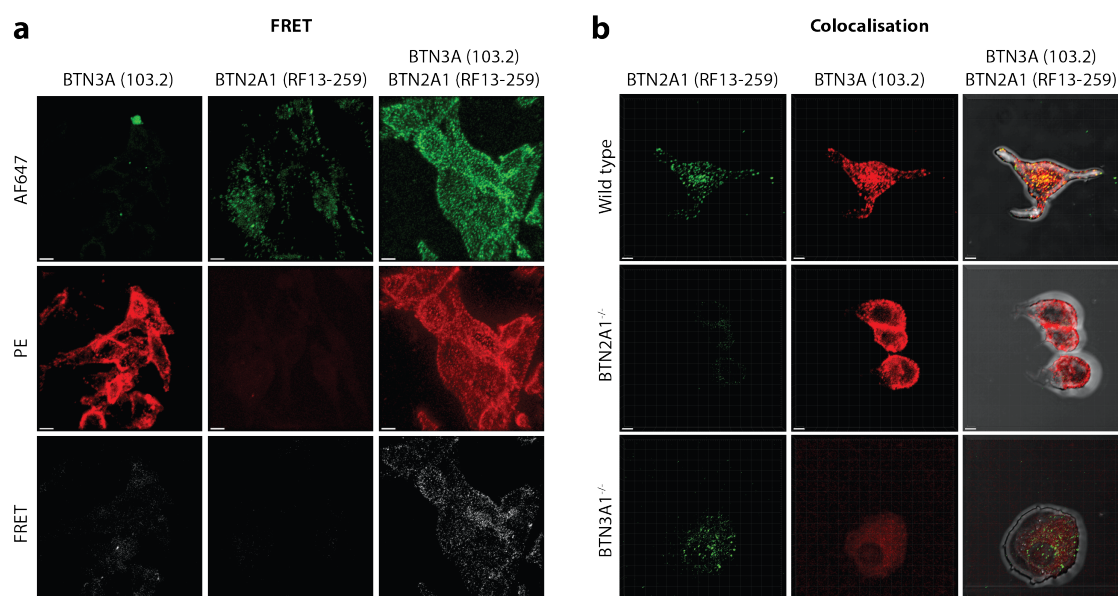 a
FRET
BTN3A (103.2)
BTN2A1 (RF13-259)
BTN3A (103.2)
BTN2A1 (RF13-259)
AF647
PE
FRET
b
Colocalisation
BTN2A1 (RF13-259)
BTN3A (103.2)
BTN3A (103.2)
BTN2A1 (RF13-259)
Wild type
BTN2A1⁻/⁻
BTN3A1⁻/⁻